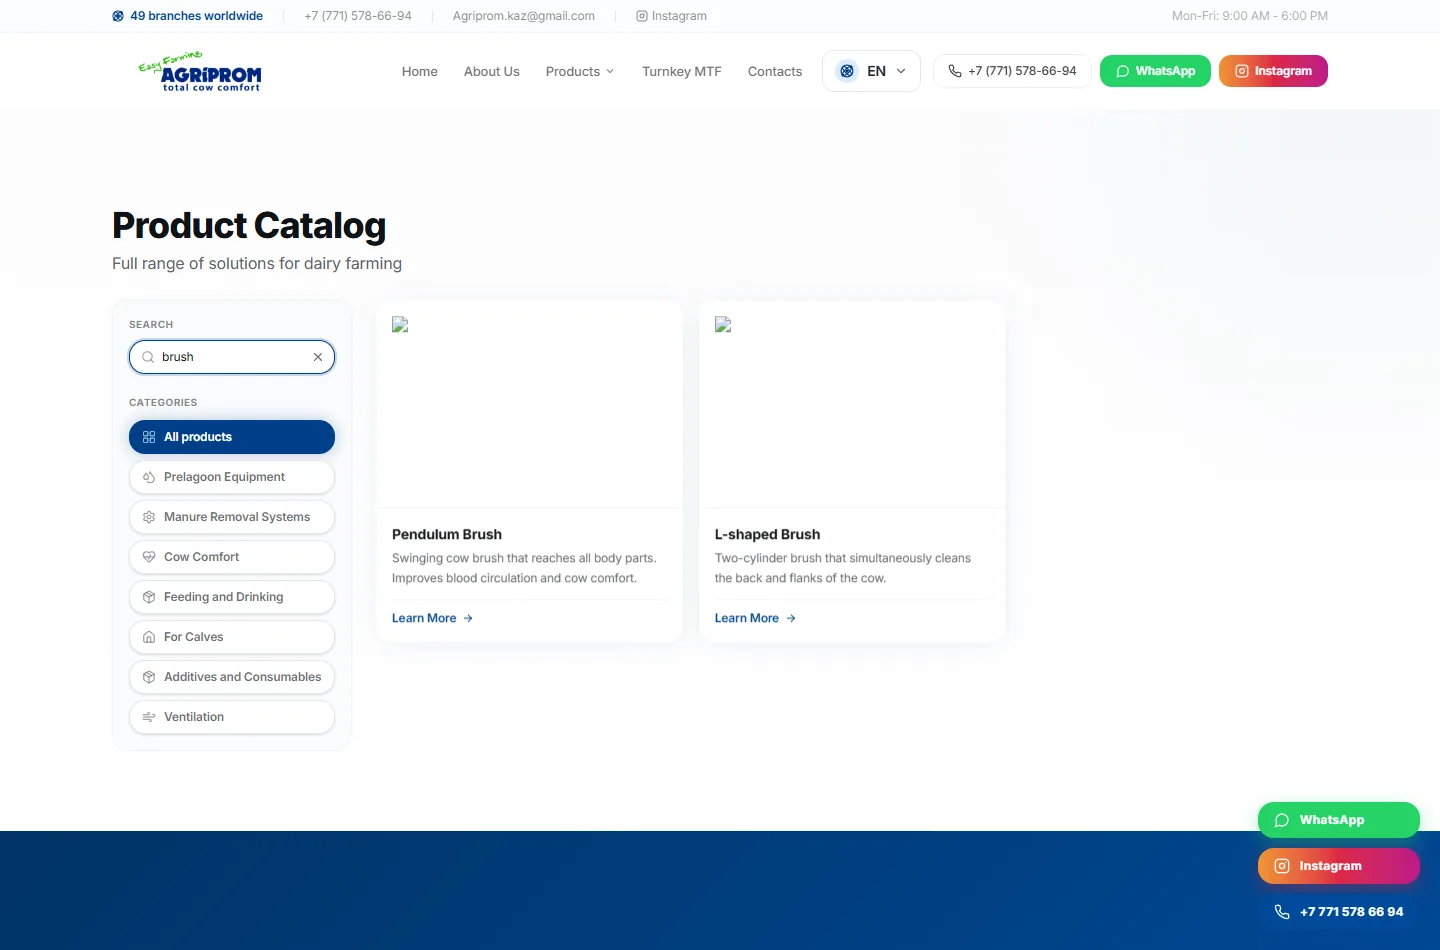 49 branches worldwide
+7 (771) 578-66-94
Agriprom.kaz@gmail.com
Instagram
Mon-Fri: 9:00 AM - 6:00 PM
Easy Farming
AGRIPROM
total cow comfort
Home
About Us
Products
Turnkey MTF
Contacts
EN
+7 (771) 578-66-94
WhatsApp
Instagram
Product Catalog
Full range of solutions for dairy farming
SEARCH
brush
CATEGORIES
All products
Prelagoon Equipment
Manure Removal Systems
Cow Comfort
Feeding and Drinking
For Calves
Additives and Consumables
Ventilation
Pendulum Brush
Swinging cow brush that reaches all body parts.
Improves blood circulation and cow comfort.
Learn More
L-shaped Brush
Two-cylinder brush that simultaneously cleans
the back and flanks of the cow.
Learn More
WhatsApp
Instagram
+7 771 578 66 94